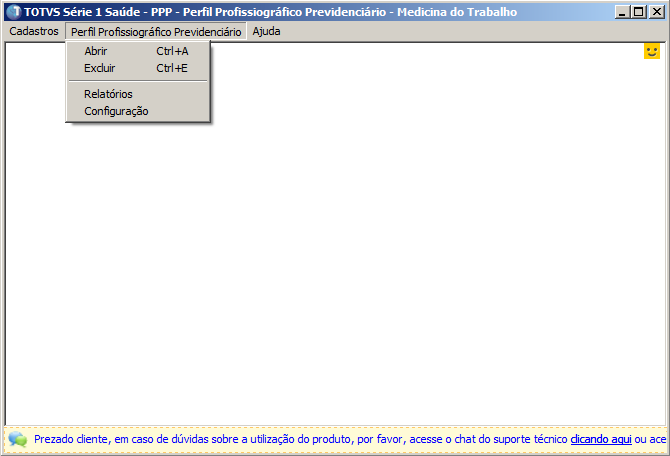 TOTVS Série 1 Saúde - PPP - Perfil Profissiográfico Previdenciário - Medicina do Trabalho
Cadastros Perfil Profissiográfico Previdenciário Ajuda
Abrir Ctrl+A
Excluir Ctrl+E
Relatórios
Configuração
Prezado cliente, em caso de dúvidas sobre a utilização do produto, por favor, acesse o chat do suporte técnico clicando aqui ou ace